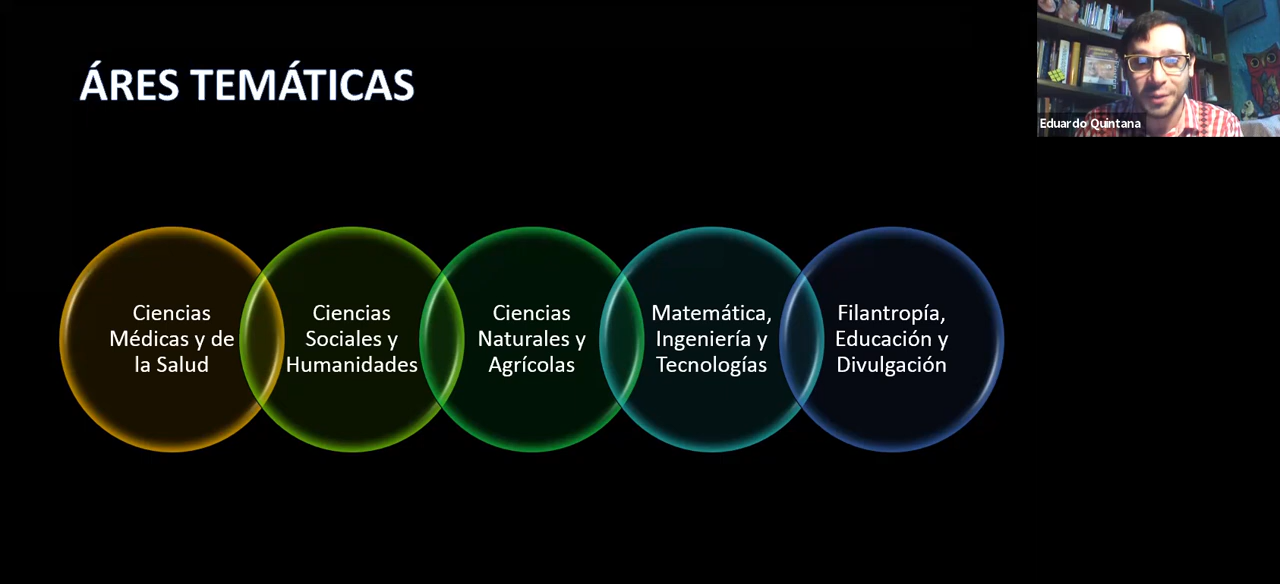 ÁRES TEMÁTICAS
Eduardo Quintana
Ciencias
Médicas y de
la Salud
Ciencias
Sociales y
Humanidades
Ciencias
Naturales y
Agrícolas
Matemática,
Ingeniería y
Tecnologías
Filantropía,
Educación y
Divulgación